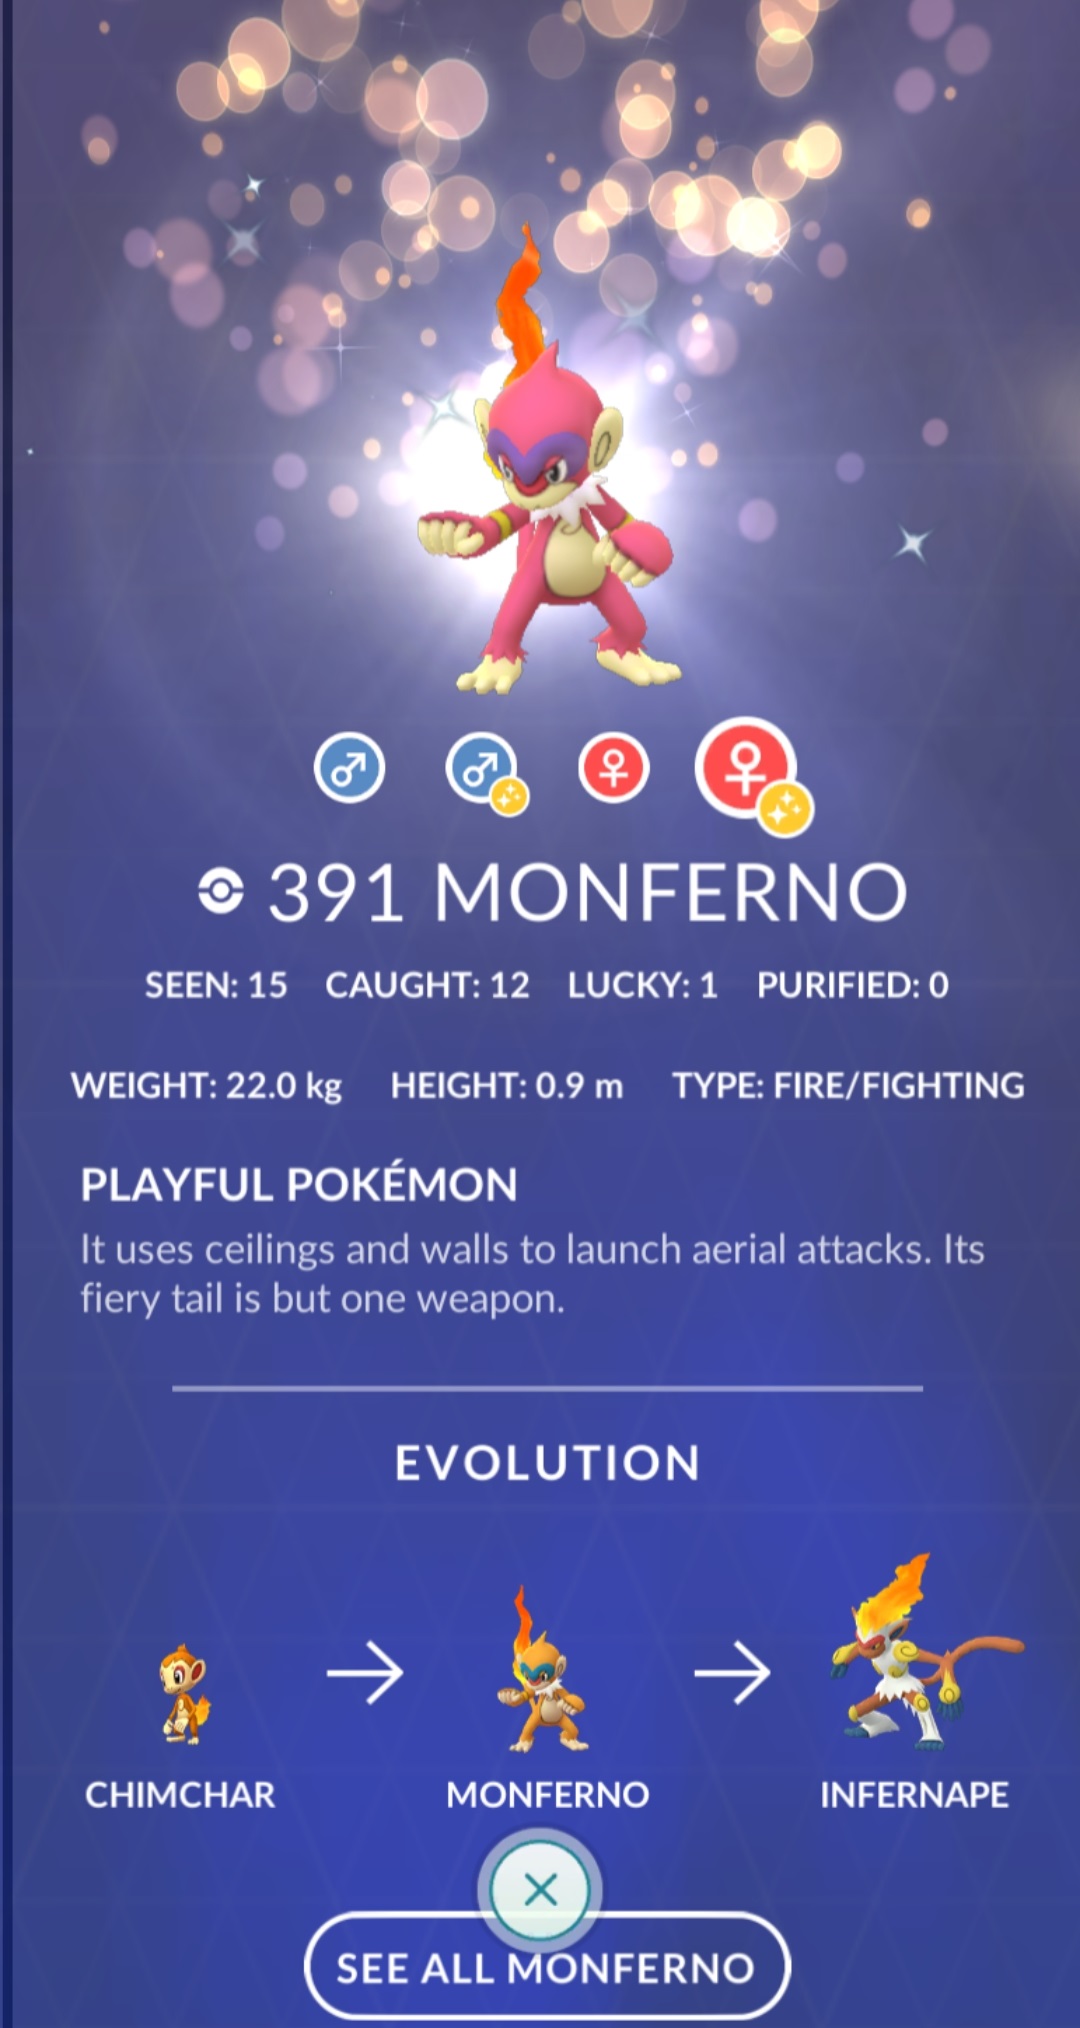 391 MONFERNO
SEEN: 15 CAUGHT: 12 LUCKY: 1 PURIFIED: 0
WEIGHT: 22.0 kg HEIGHT: 0.9 m TYPE: FIRE/FIGHTING
PLAYFUL POKÉMON
It uses ceilings and walls to launch aerial attacks. Its
fiery tail is but one weapon.
EVOLUTION
CHIMCHAR MONFERNO INFERNAPE
SEE ALL MONFERNO